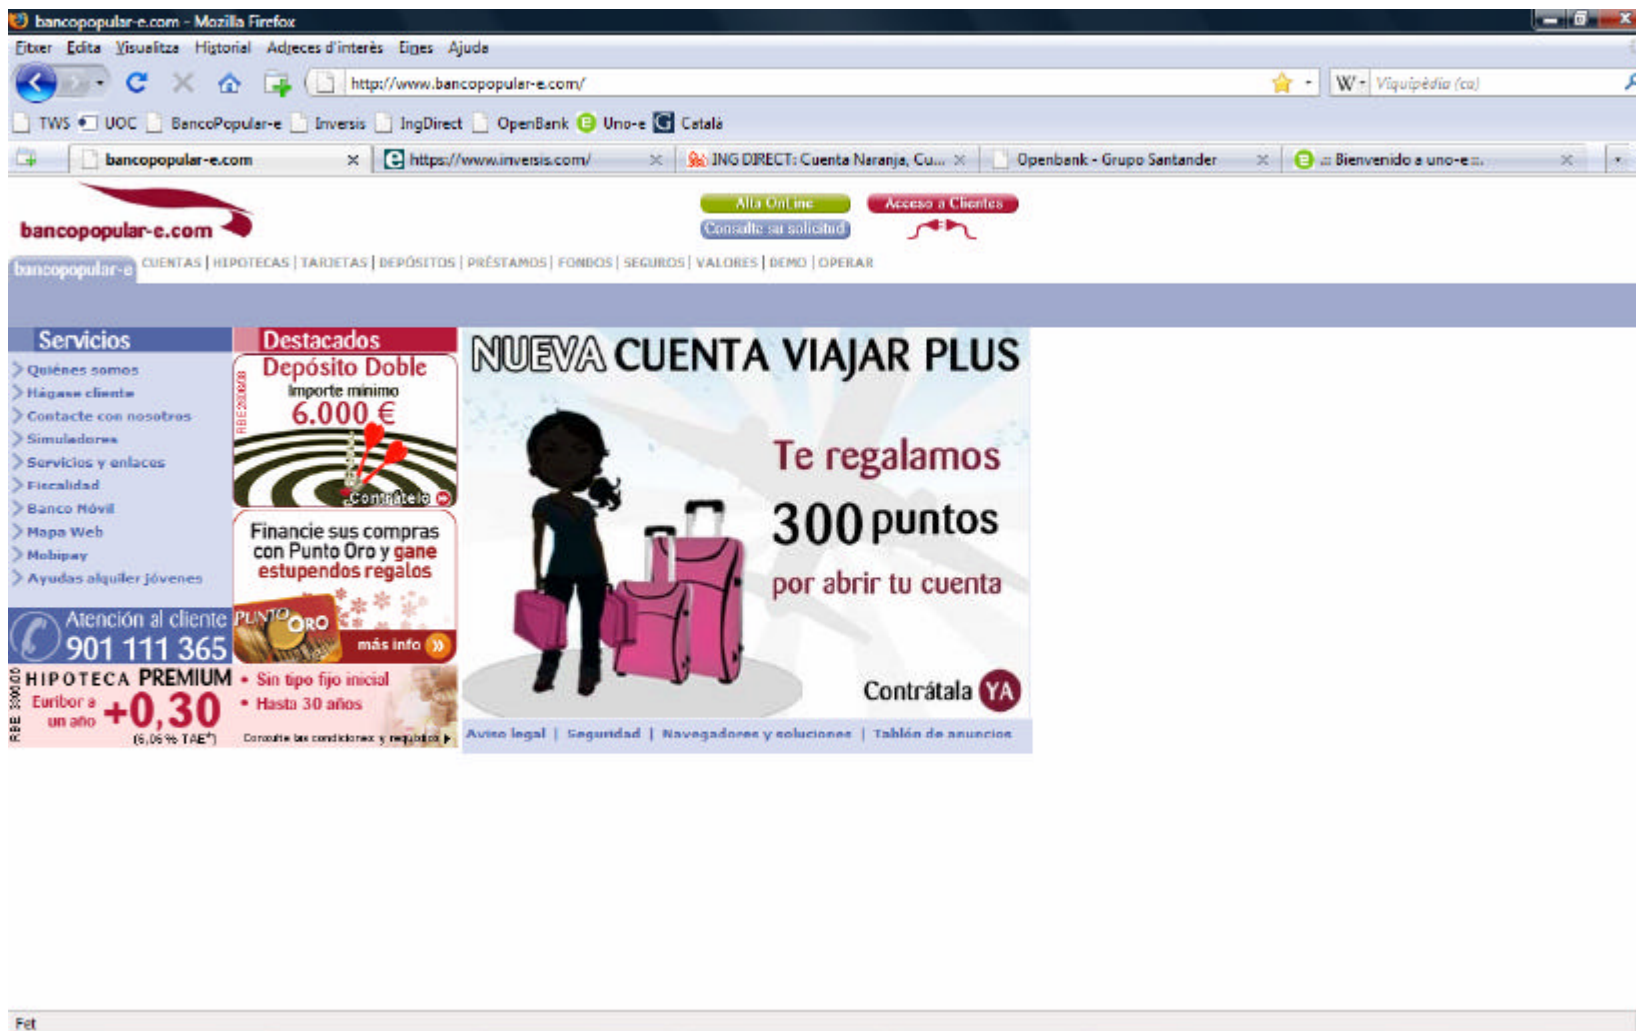 bancopopular-e.com - Mozilla Firefox
Fitxer Edita Visualitza Historial Adreces d'interès Eines Ajuda
http://www.bancopopular-e.com/
W Viquipèdia (ca)
TWS UOC BancoPopular-e Inversis IngDirect OpenBank Uno-e Català
bancopopular-e.com https://www.inversis.com/ ING DIRECT: Cuenta Naranja, Cu... Openbank - Grupo Santander .:: Bienvenido a uno-e ::.
bancopopular-e.com
Alta OnLine Acceso a Clientes
Consulte su solicitud
bancopopular-e CUENTAS | HIPOTECAS | TARJETAS | DEPÓSITOS | PRÉSTAMOS | FONDOS | SEGUROS | VALORES | DEMO | OPERAR
Servicios
Quiénes somos
Hágase cliente
Contacte con nosotros
Simuladores
Servicios y enlaces
Fiscalidad
Banco Móvil
Mapa Web
Mobipay
Ayudas alquiler jóvenes
Atención al cliente
901 111 365
Destacados
Depósito Doble
Importe mínimo
6.000 €
Contrátelo
Financie sus compras
con Punto Oro y gane
estupendos regalos
PUNTO ORO
más info
HIPOTECA PREMIUM
Euribor a
un año +0,30
(6,06% TAE*)
• Sin tipo fijo inicial
• Hasta 30 años
Consulte las condiciones y requisitos
NUEVA CUENTA VIAJAR PLUS
Te regalamos
300 puntos
por abrir tu cuenta
Contrátala YA
Aviso legal | Seguridad | Navegadores y soluciones | Tablón de anuncios
Fet